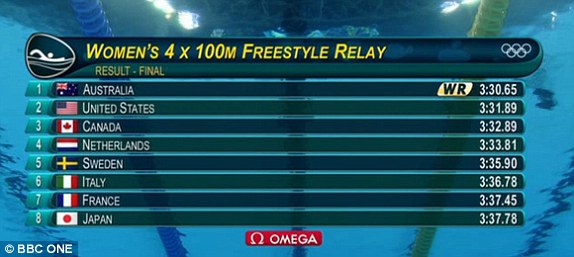 WOMEN'S 4 X 100M FREESTYLE RELAY
RESULT - FINAL
1 AUSTRALIA WR 3:30.65
2 UNITED STATES 3:31.89
3 CANADA 3:32.89
4 NETHERLANDS 3:33.81
5 SWEDEN 3:35.90
6 ITALY 3:36.78
7 FRANCE 3:37.45
8 JAPAN 3:37.78
Ω OMEGA
© BBC ONE